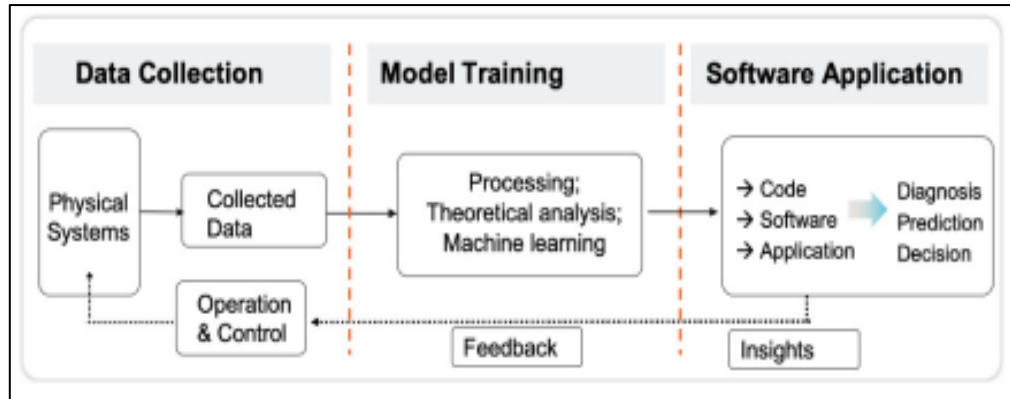 Data Collection
Model Training
Software Application
Physical
Systems
Collected
Data
Processing;
Theoretical analysis;
Machine learning
→ Code
→ Software
→ Application
Diagnosis
Prediction
Decision
Operation
& Control
Feedback
Insights